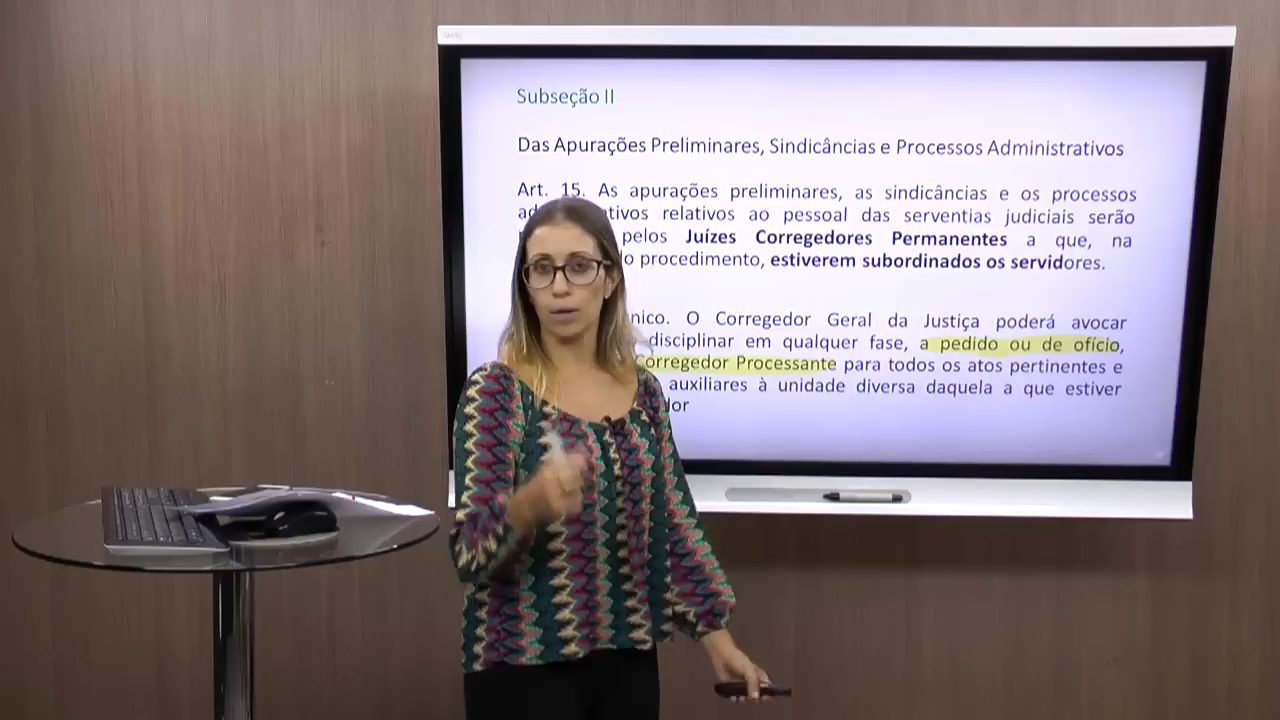 Subseção II
Das Apurações Preliminares, Sindicâncias e Processos Administrativos
Art. 15. As apurações preliminares, as sindicâncias e os processos
relativos ao pessoal das serventias judiciais serão
pelos Juízes Corregedores Permanentes a que, na
procedimento, estiverem subordinados os servidores.
O Corregedor Geral da Justiça poderá avocar
disciplinar em qualquer fase, a pedido ou de ofício,
Corregedor Processante para todos os atos pertinentes e
auxiliares à unidade diversa daquela a que estiver